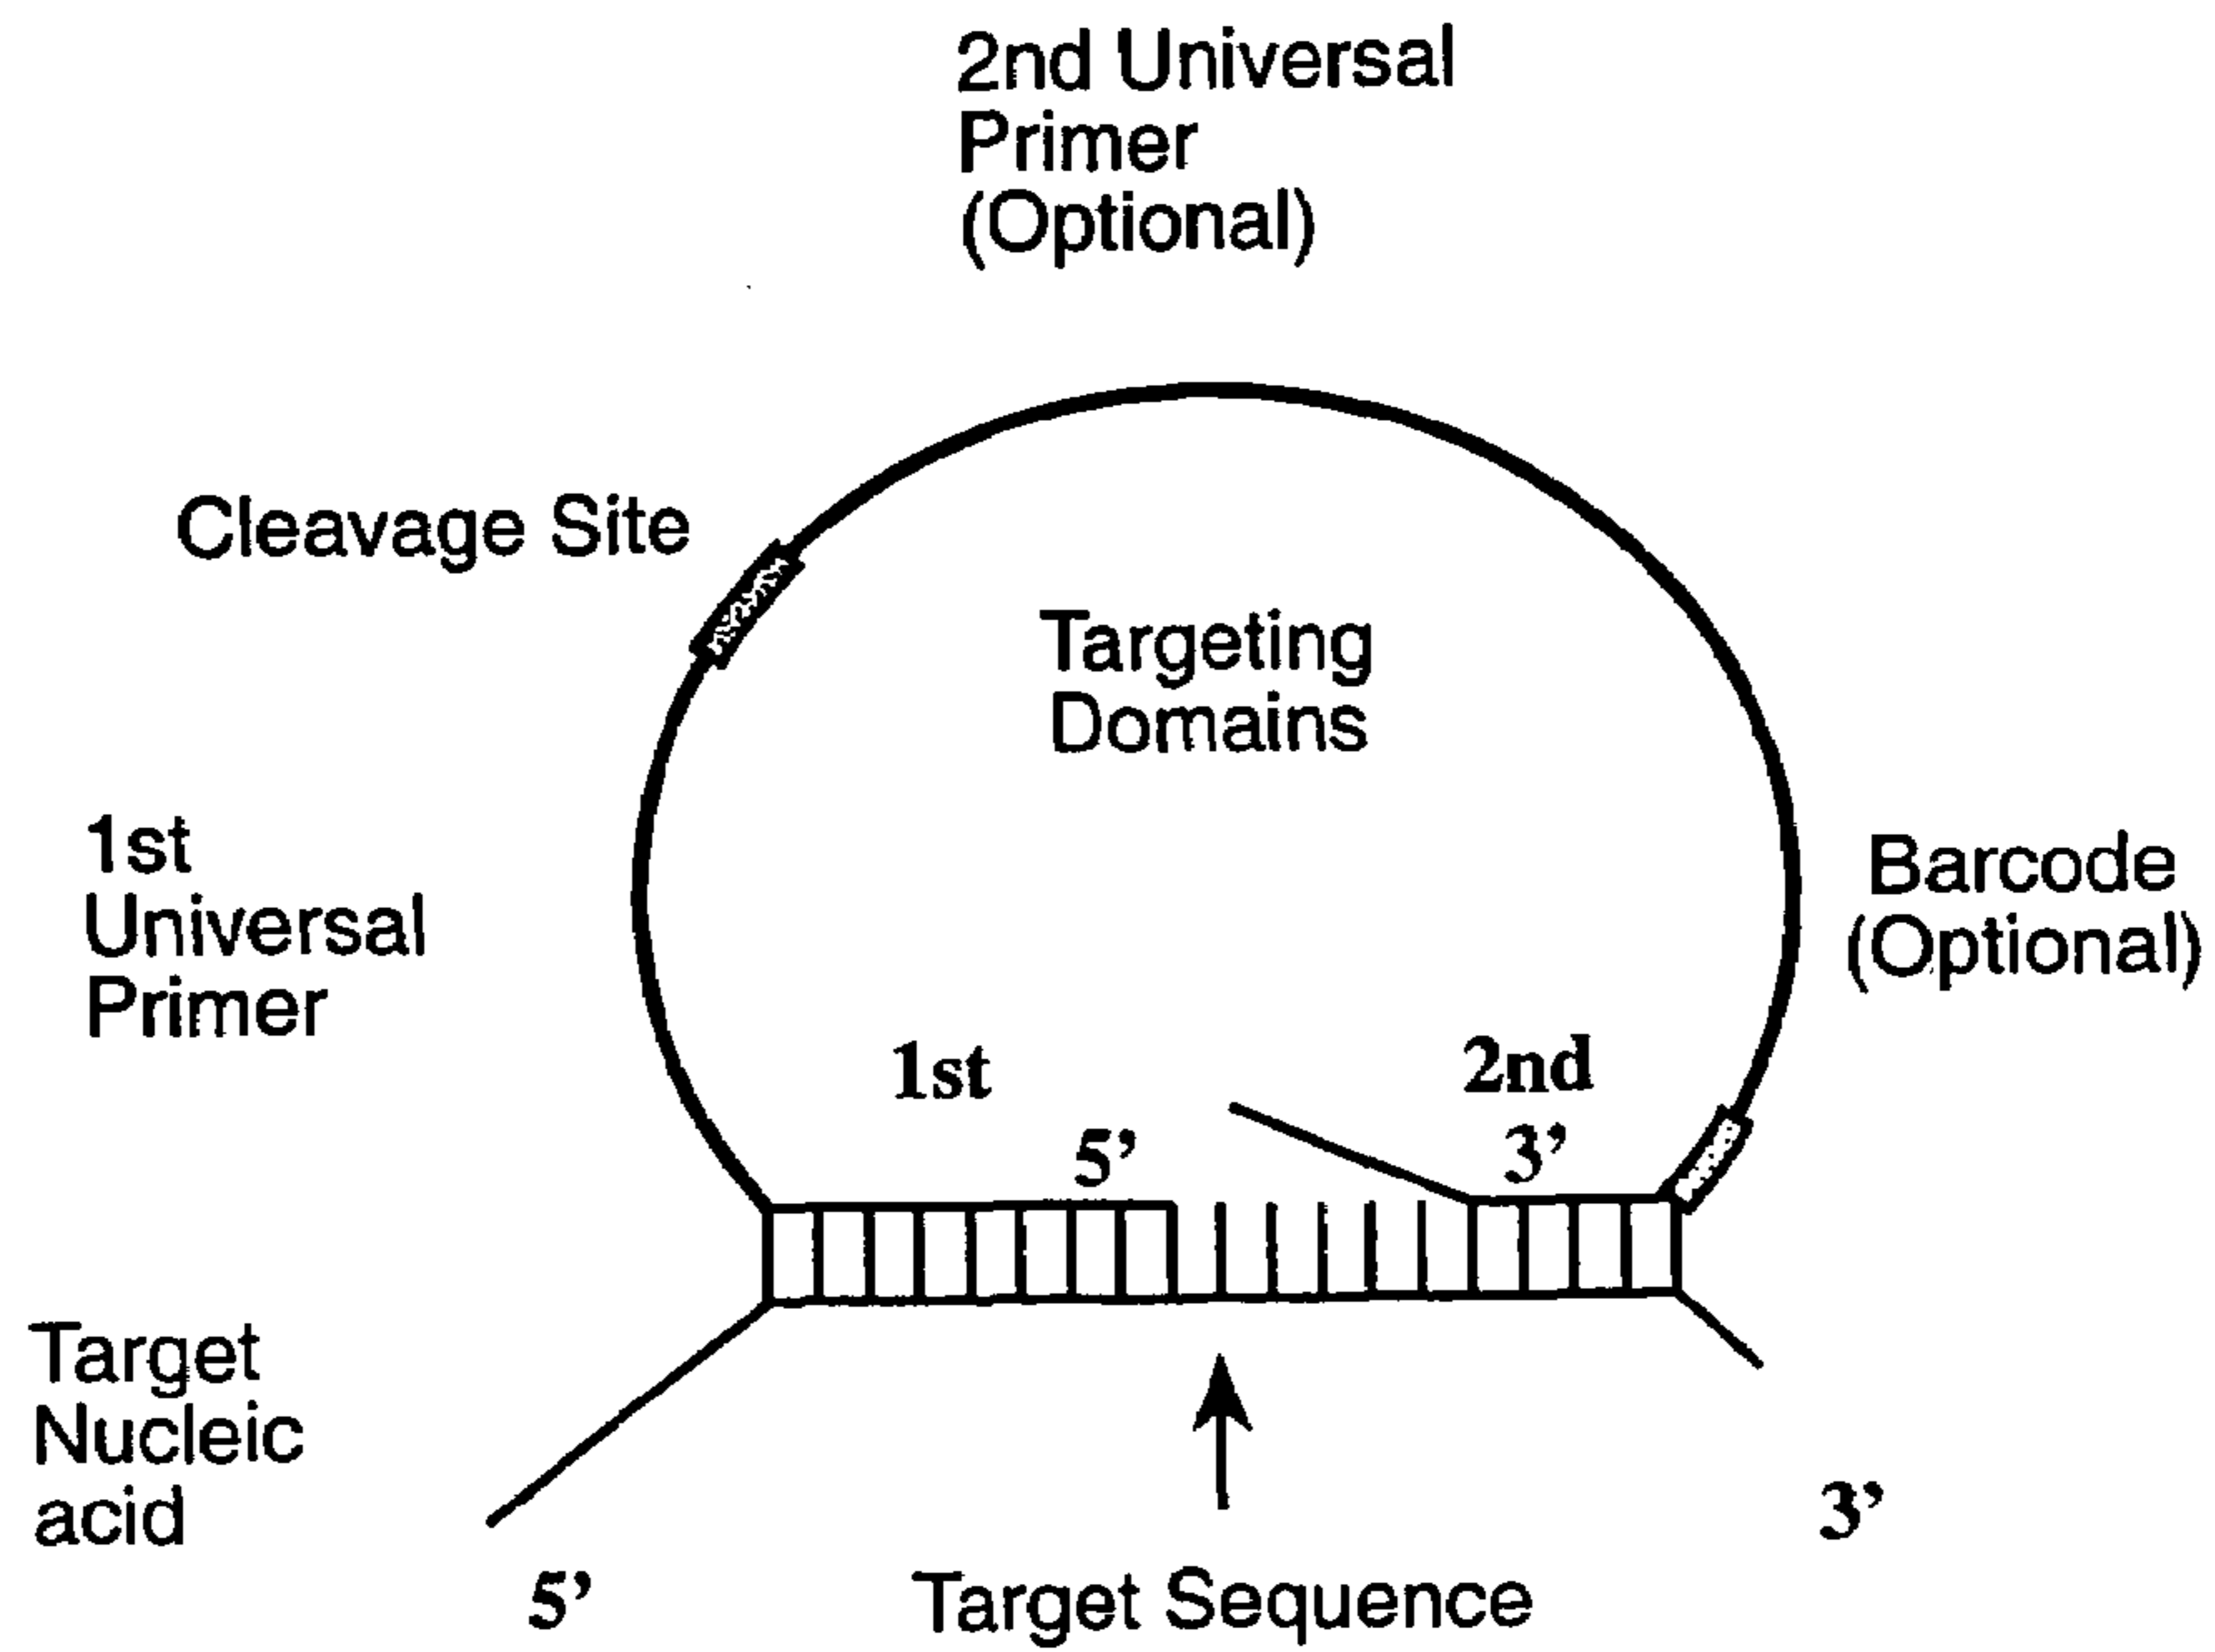 2nd Universal
Primer
(Optional)
Cleavage Site
Targeting
Domains
1st
Universal
Primer
Barcode
(Optional)
1st
2nd
5’
3’
Target
Nucleic
acid
5’
Target Sequence
3’